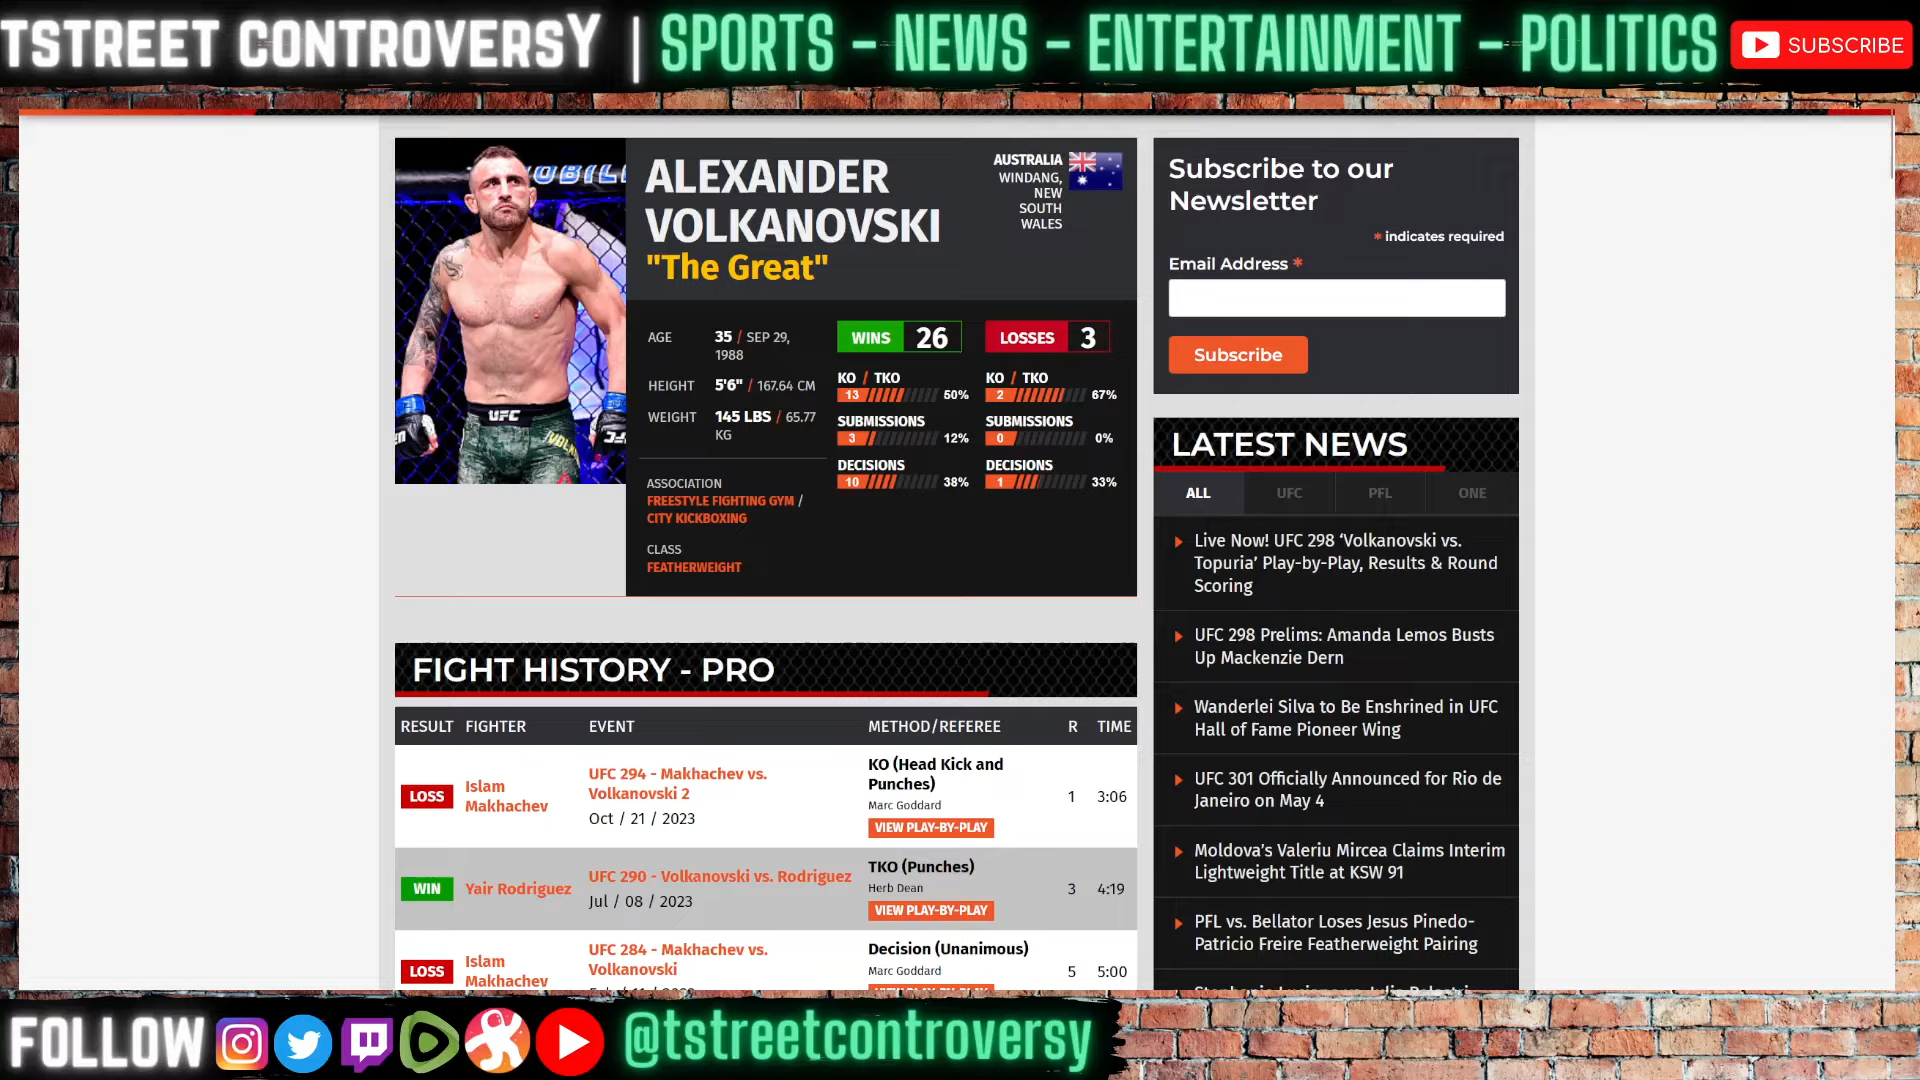 TSTREET CONTROVERSY | SPORTS - NEWS - ENTERTAINMENT - POLITICS
SUBSCRIBE
ALEXANDER
VOLKANOVSKI
"The Great"
AUSTRALIA
WINDANG,
NEW
SOUTH
WALES
AGE 35 / SEP 29,
1988
HEIGHT 5'6" / 167.64 CM
WEIGHT 145 LBS / 65.77
KG
ASSOCIATION
FREESTYLE FIGHTING GYM /
CITY KICKBOXING
CLASS
FEATHERWEIGHT
WINS 26
KO / TKO
13 50%
SUBMISSIONS
3 12%
DECISIONS
10 38%
LOSSES 3
KO / TKO
2 67%
SUBMISSIONS
0 0%
DECISIONS
1 33%
UFC
FIGHT HISTORY - PRO
RESULT FIGHTER EVENT METHOD/REFEREE R TIME
LOSS
Islam
Makhachev
UFC 294 - Makhachev vs.
Volkanovski 2
Oct / 21 / 2023
KO (Head Kick and
Punches)
Marc Goddard
VIEW PLAY-BY-PLAY
1 3:06
WIN
Yair Rodriguez
UFC 290 - Volkanovski vs. Rodriguez
Jul / 08 / 2023
TKO (Punches)
Herb Dean
VIEW PLAY-BY-PLAY
3 4:19
LOSS
Islam
Makhachev
UFC 284 - Makhachev vs.
Volkanovski
Decision (Unanimous)
Marc Goddard
5 5:00
Subscribe to our
Newsletter
* indicates required
Email Address *
Subscribe
LATEST NEWS
ALL UFC PFL ONE
Live Now! UFC 298 ‘Volkanovski vs.
Topuria’ Play-by-Play, Results & Round
Scoring
UFC 298 Prelims: Amanda Lemos Busts
Up Mackenzie Dern
Wanderlei Silva to Be Enshrined in UFC
Hall of Fame Pioneer Wing
UFC 301 Officially Announced for Rio de
Janeiro on May 4
Moldova’s Valeriu Mircea Claims Interim
Lightweight Title at KSW 91
PFL vs. Bellator Loses Jesus Pinedo-
Patricio Freire Featherweight Pairing
FOLLOW @tstreetcontroversy